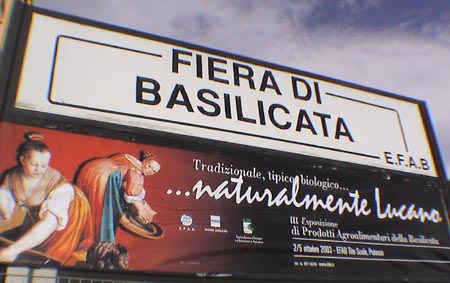 FIERA DI
BASILICATA
E.F.A.B
Tradizionale, tipico biologico...
...naturalmente Lucano
III Esposizione
di Prodotti Agroalimentari della Basilicata
2/5 ottobre 2003 - EFAB Tito Scalo, Potenza
E.F.A.B.